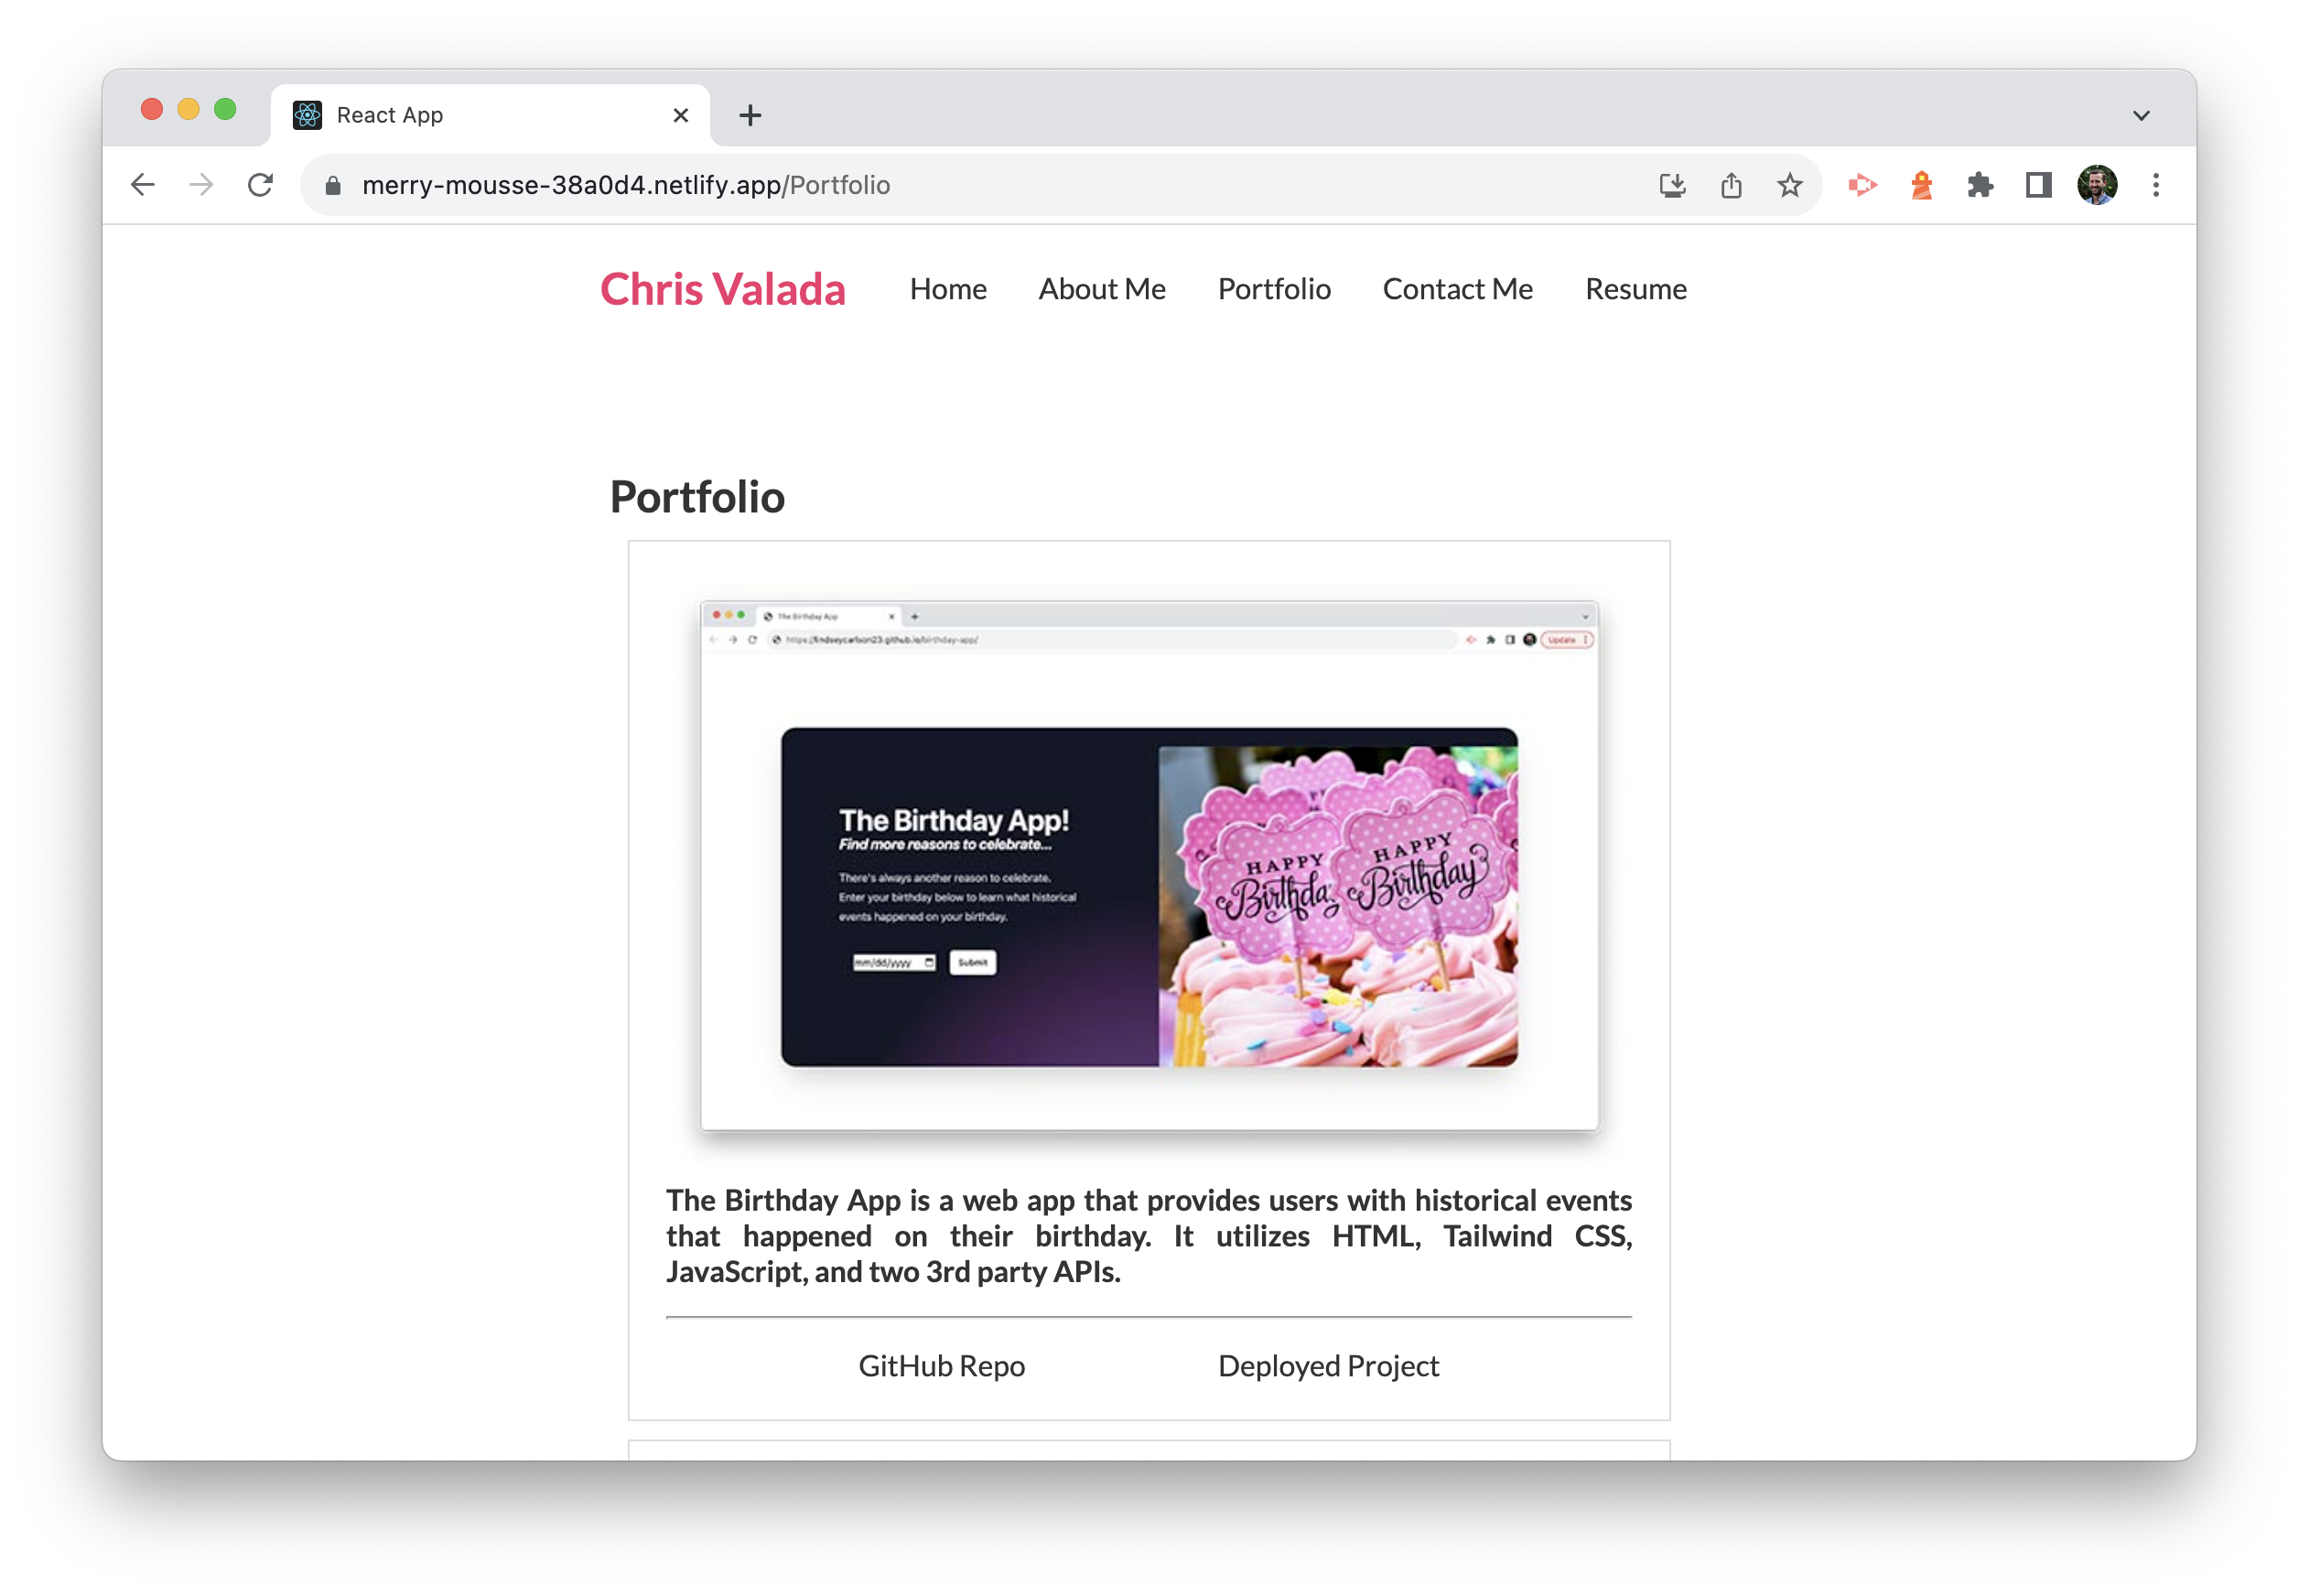 React App
merry-mousse-38a0d4.netlify.app/Portfolio
Chris Valada Home About Me Portfolio Contact Me Resume
Portfolio
The Birthday App
https://lindseycarlson23.github.io/birthday-app/
Update
The Birthday App!
Find more reasons to celebrate...
There's always another reason to celebrate.
Enter your birthday below to learn what historical
events happened on your birthday.
mm/dd/yyyy Submit
HAPPY
Birthda
HAPPY
Birthday
The Birthday App is a web app that provides users with historical events
that happened on their birthday. It utilizes HTML, Tailwind CSS,
JavaScript, and two 3rd party APIs.
GitHub Repo Deployed Project